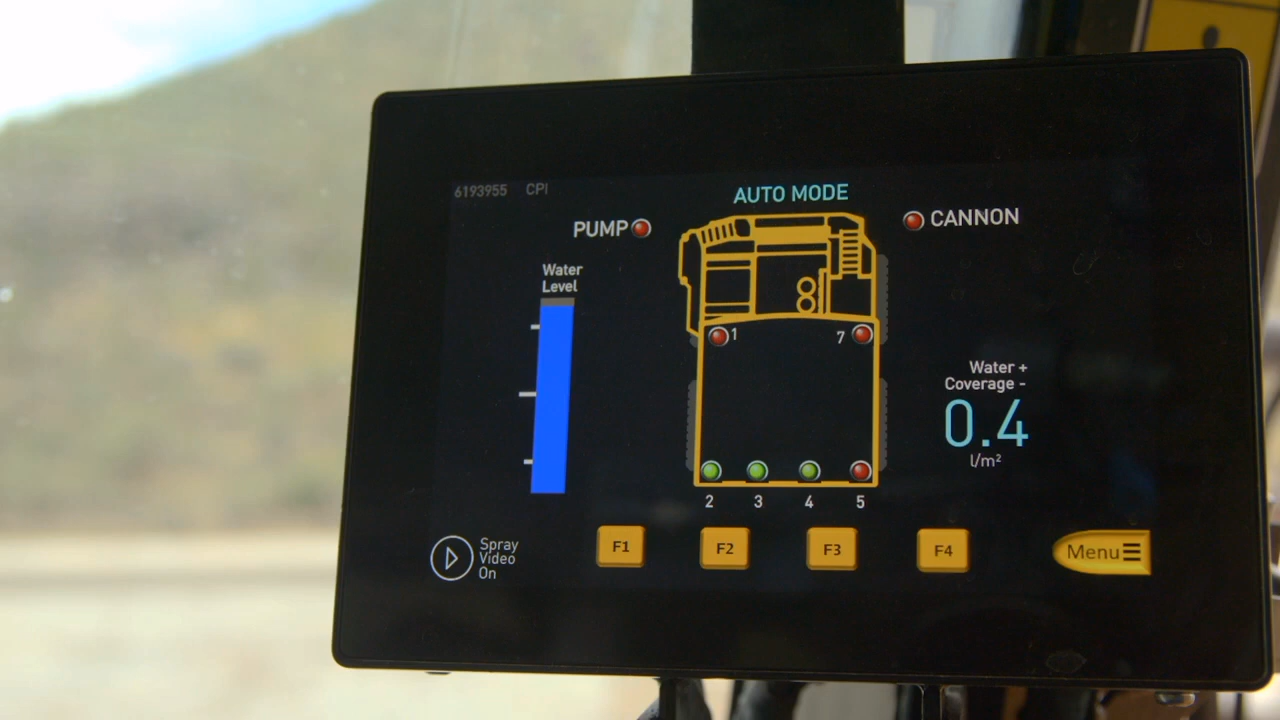 6193955 CPI
AUTO MODE
PUMP
CANNON
Water
Level
1
7
Water +
Coverage -
0.4
l/m²
2 3 4 5
Spray
Video
On
F1
F2
F3
F4
Menu